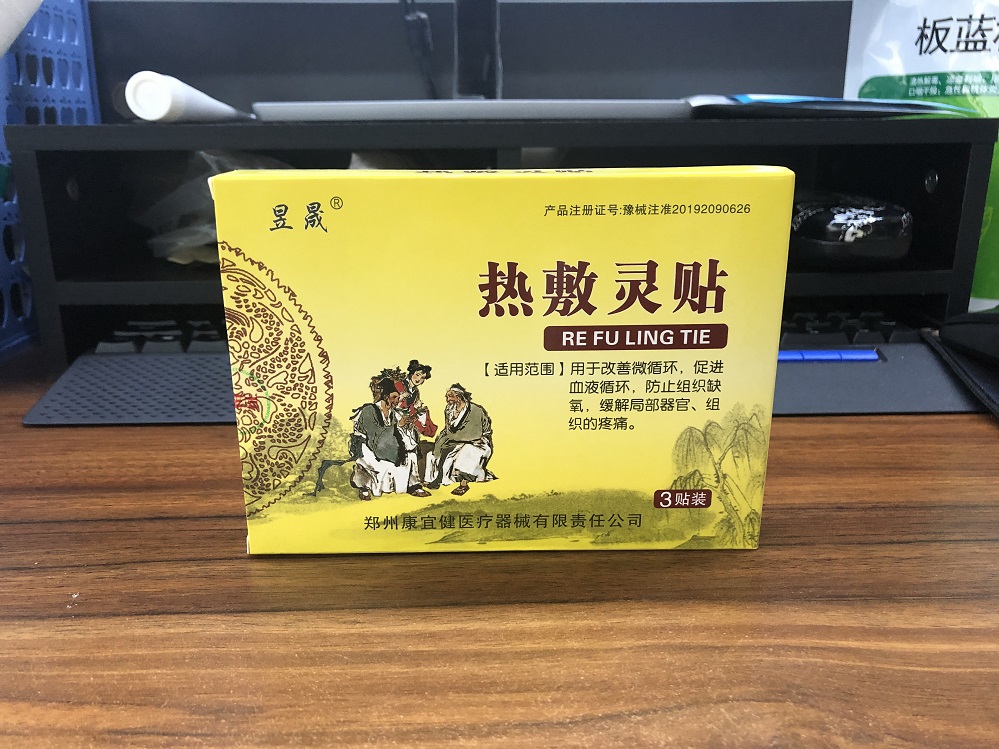 昱晟®
产品注册证号:豫械注准20192090626
热敷灵贴
RE FU LING TIE
【适用范围】用于改善微循环，促进
血液循环，防止组织缺
氧，缓解局部器官、组
织的疼痛。
3贴装
郑州康宜健医疗器械有限责任公司
板蓝